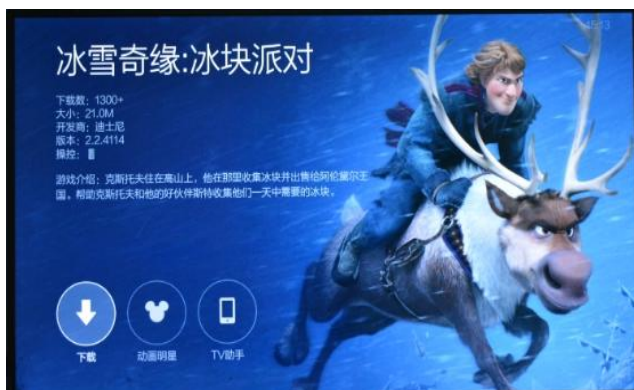 15:13
冰雪奇缘:冰块派对
下载数：1300+
大小：21.0M
开发商：迪士尼
版本：2.2.4114
操控：
游戏介绍：克斯托夫住在高山上，他在那里收集冰块并出售给阿伦黛尔王
国。帮助克斯托夫和他的好伙伴斯特收集他们一天中需要的冰块。
下载
动画明星
TV助手